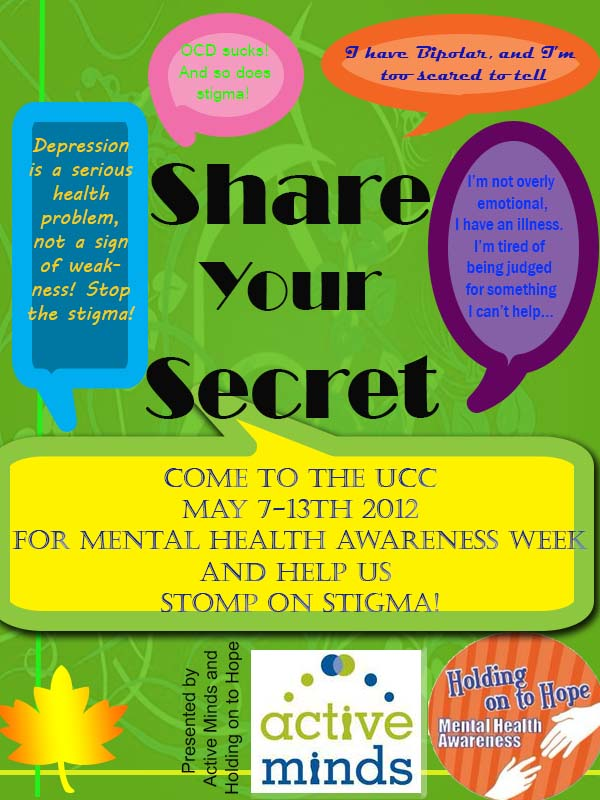 OCD sucks!
And so does
stigma!
I have Bipolar, and I'm
too scared to tell
Depression
is a serious
health
problem,
not a sign
of weak-
ness! Stop
the stigma!
Share
Your
Secret
I'm not overly
emotional,
I have an illness.
I'm tired of
being judged
for something
I can't help...
COME TO THE UCC
MAY 7-13TH 2012
FOR MENTAL HEALTH AWARENESS WEEK
AND HELP US
STOMP ON STIGMA!
Presented by
Active Minds and
Holding on to Hope
active
minds
Holding
on to Hope
Mental Health
Awareness